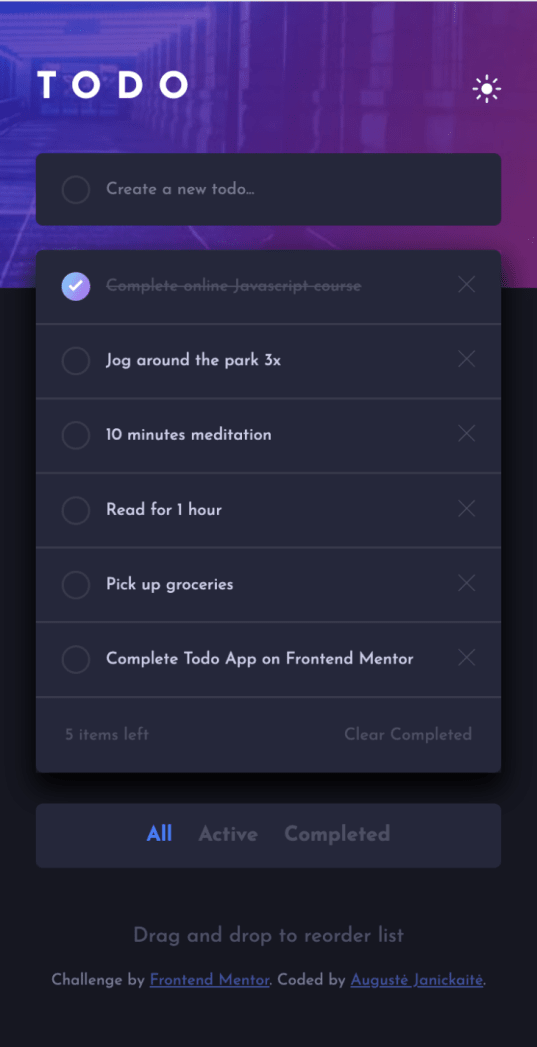 TODO
Create a new todo...
Complete online Javascript course
Jog around the park 3x
10 minutes meditation
Read for 1 hour
Pick up groceries
Complete Todo App on Frontend Mentor
5 items left Clear Completed
All Active Completed
Drag and drop to reorder list
Challenge by Frontend Mentor. Coded by Augustė Janickaitė.